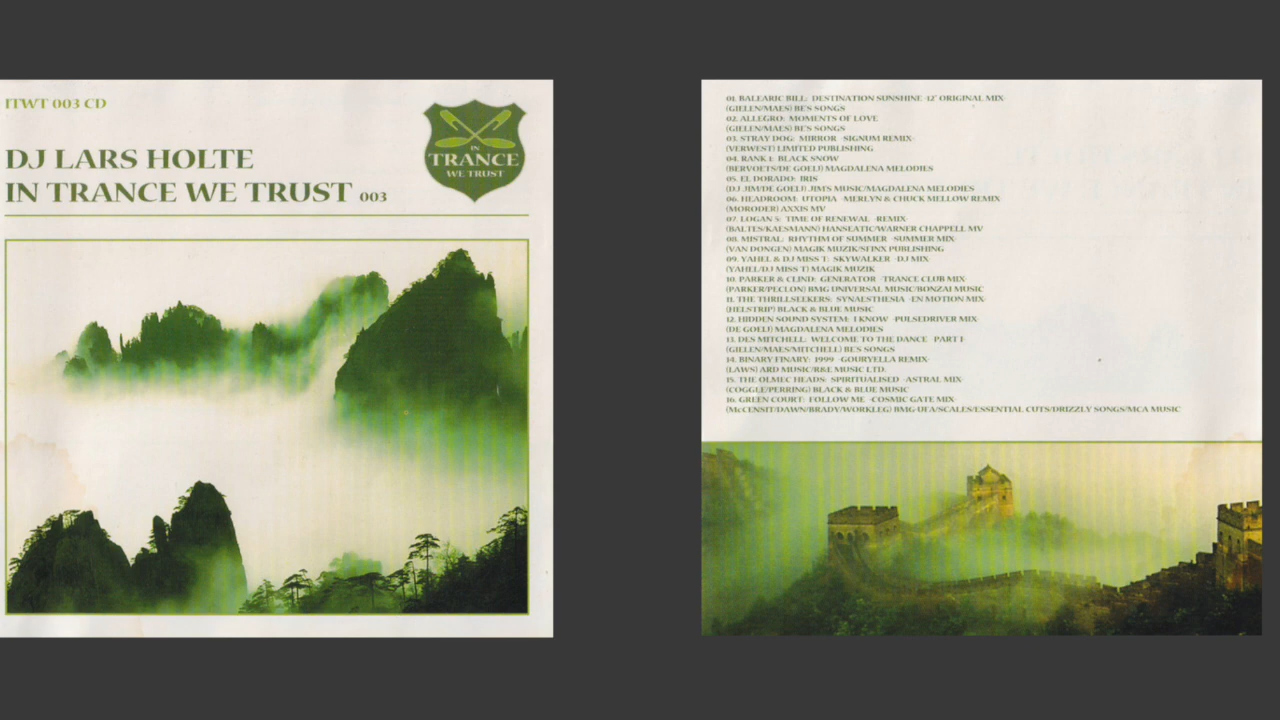 ITWT 003 CD
DJ LARS HOLTE
IN TRANCE WE TRUST 003
IN
TRANCE
WE TRUST
01. BALEARIC BILL: DESTINATION SUNSHINE -12" ORIGINAL MIX-
(GIELEN/MAES) BE'S SONGS
02. ALLEGRO: MOMENTS OF LOVE
(GIELEN/MAES) BE'S SONGS
03. STRAY DOG: MIRROR -SIGNUM REMIX-
(VERWEST) LIMITED PUBLISHING
04. RANK 1: BLACK SNOW
(BERVOETS/DE GOEIJ) MAGDALENA MELODIES
05. EL DORADO: IRIS
(DJ JIM/DE GOEIJ) JIM'S MUSIC/MAGDALENA MELODIES
06. HEADROOM: UTOPIA -MERLYN & CHUCK MELLOW REMIX
(MORODER) AXXIS MV
07. LOGAN 5: TIME OF RENEWAL -REMIX-
(BALTES/KAESMANN) HANSEATIC/WARNER CHAPPELL MV
08. MISTRAL: RHYTHM OF SUMMER -SUMMER MIX-
(VAN DONGEN) MAGIK MUZIK/SFINX PUBLISHING
09. YAHEL & DJ MISS T: SKYWALKER -DJ MIX-
(YAHEL/DJ MISS T) MAGIK MUZIK
10. PARKER & CLIND: GENERATOR -TRANCE CLUB MIX-
(PARKER/PECLON) BMG UNIVERSAL MUSIC/BONZAI MUSIC
11. THE THRILLSEEKERS: SYNAESTHESIA -EN MOTION MIX-
(HELSTRIP) BLACK & BLUE MUSIC
12. HIDDEN SOUND SYSTEM: I KNOW -PULSEDRIVER MIX-
(DE GOEIJ) MAGDALENA MELODIES
13. DES MITCHELL: WELCOME TO THE DANCE -PART 1-
(GIELEN/MAES/MITCHELL) BE'S SONGS
14. BINARY FINARY: 1999 -GOURYELLA REMIX-
(LAWS) ARD MUSIC/R&E MUSIC LTD.
15. THE OLMEC HEADS: SPIRITUALISED -ASTRAL MIX-
(COGGLE/PERRING) BLACK & BLUE MUSIC
16. GREEN COURT: FOLLOW ME -COSMIC GATE MIX-
(McCENSIT/DAWN/BRADY/WORKLEG) BMG-UFA/SCALES/ESSENTIAL CUTS/DRIZZLY SONGS/MCA MUSIC